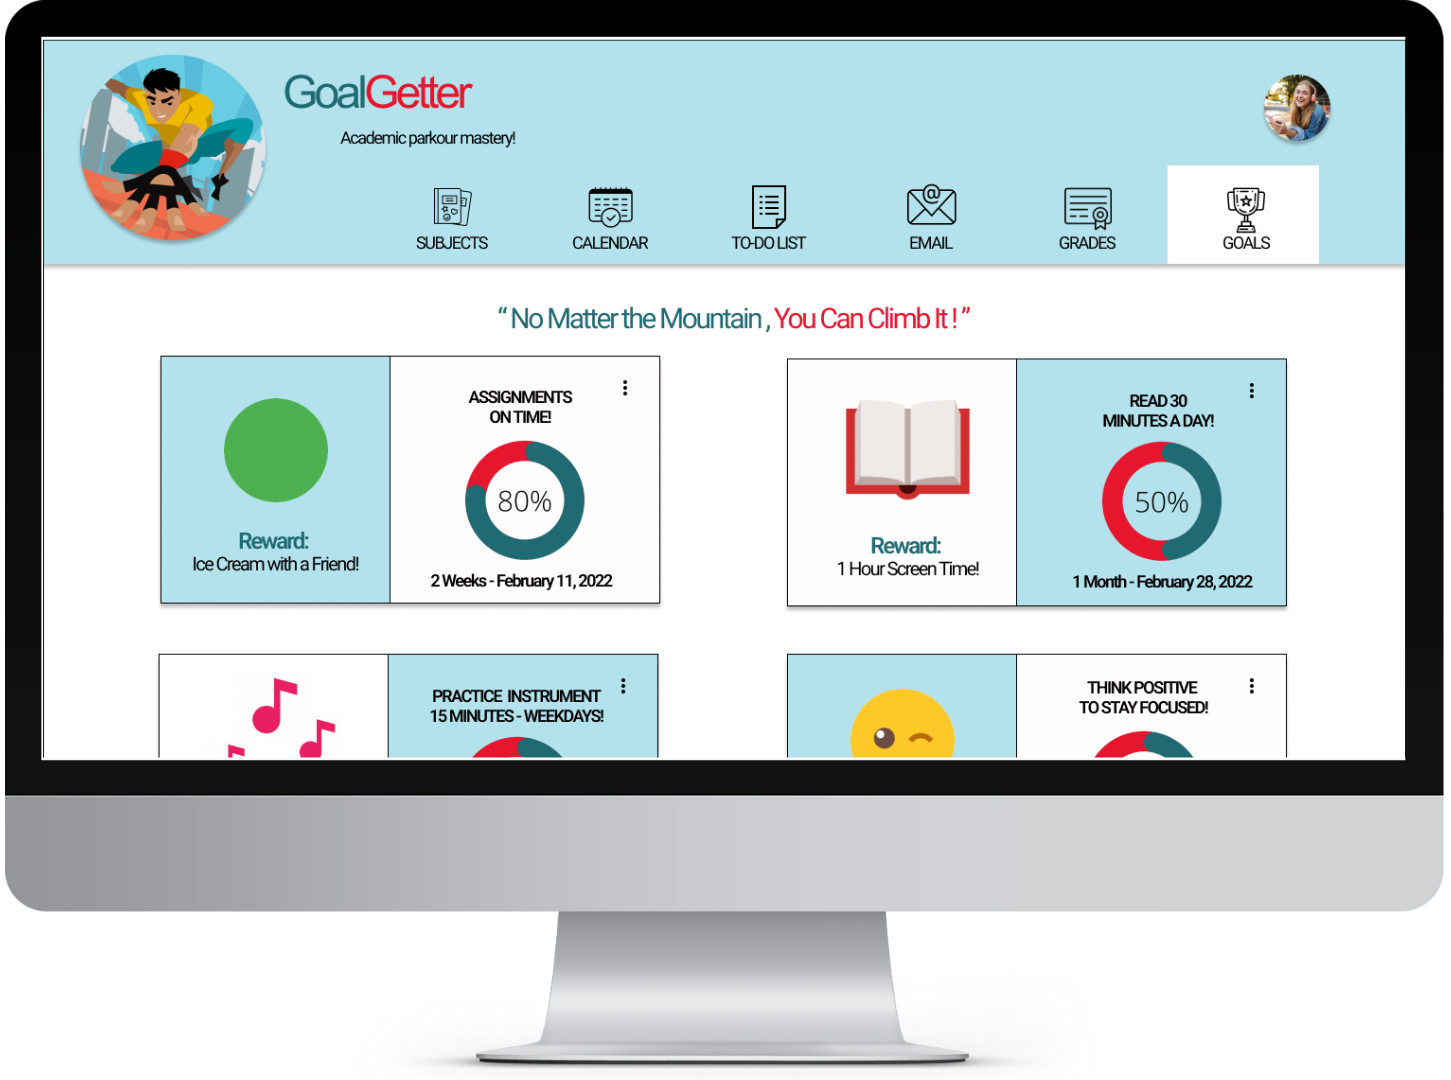 GoalGetter
Academic parkour mastery!
SUBJECTS
CALENDAR
TO-DO LIST
@
EMAIL
GRADES
GOALS
“ No Matter the Mountain , You Can Climb It ! ”
Reward:
Ice Cream with a Friend!
ASSIGNMENTS
ON TIME!
80%
2 Weeks - February 11, 2022
Reward:
1 Hour Screen Time!
READ 30
MINUTES A DAY!
50%
1 Month - February 28, 2022
PRACTICE INSTRUMENT
15 MINUTES - WEEKDAYS!
THINK POSITIVE
TO STAY FOCUSED!